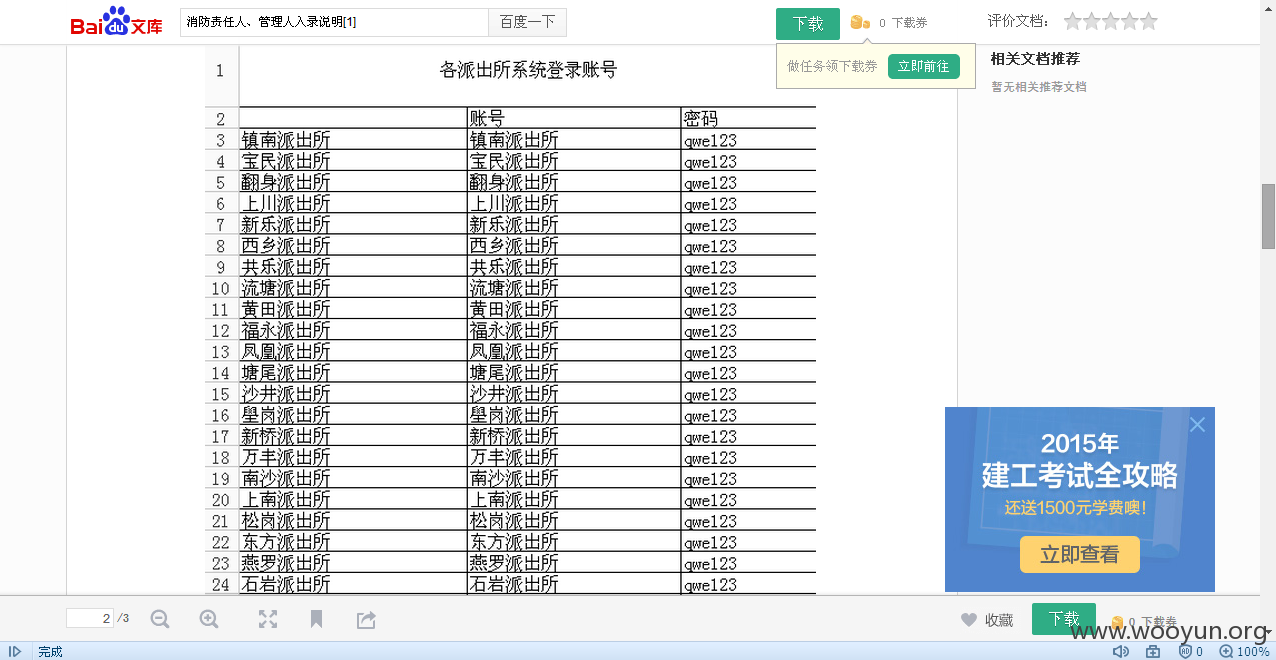 Bai du 文库
消防责任人、管理人入录说明[1]
百度一下
下载
0 下载券
评价文档：
做任务领下载券 立即前往
相关文档推荐
暂无相关推荐文档
1 各派出所系统登录账号
2 账号 密码
3 镇南派出所 镇南派出所 qwe123
4 宝民派出所 宝民派出所 qwe123
5 翻身派出所 翻身派出所 qwe123
6 上川派出所 上川派出所 qwe123
7 新乐派出所 新乐派出所 qwe123
8 西乡派出所 西乡派出所 qwe123
9 共乐派出所 共乐派出所 qwe123
10 流塘派出所 流塘派出所 qwe123
11 黄田派出所 黄田派出所 qwe123
12 福永派出所 福永派出所 qwe123
13 凤凰派出所 凤凰派出所 qwe123
14 塘尾派出所 塘尾派出所 qwe123
15 沙井派出所 沙井派出所 qwe123
16 壆岗派出所 壆岗派出所 qwe123
17 新桥派出所 新桥派出所 qwe123
18 万丰派出所 万丰派出所 qwe123
19 南沙派出所 南沙派出所 qwe123
20 上南派出所 上南派出所 qwe123
21 松岗派出所 松岗派出所 qwe123
22 东方派出所 东方派出所 qwe123
23 燕罗派出所 燕罗派出所 qwe123
24 石岩派出所 石岩派出所 qwe123
2015年
建工考试全攻略
还送1500元学费噢！
立即查看
2 /3
收藏
下载
0 下载券
www.wooyun.org
完成
0
100%